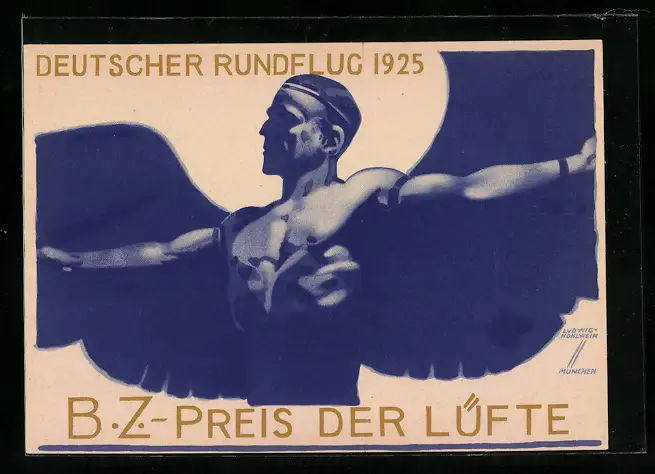 DEUTSCHER RUNDFLUG 1925
LUDWIG-
HOHLWEIN
MÜNCHEN
B.Z.-PREIS DER LÜFTE